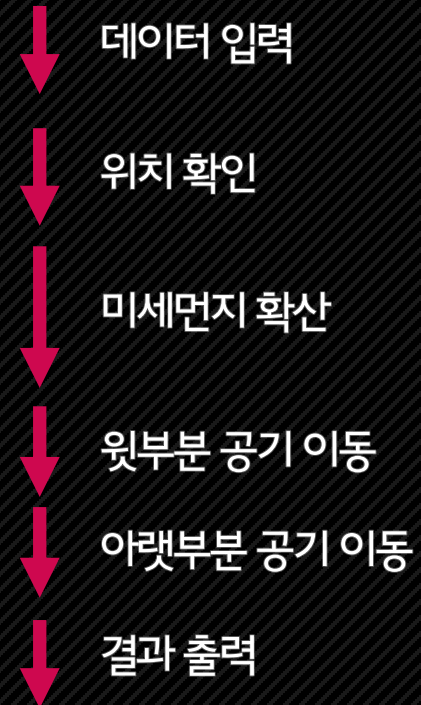 데이터 입력
위치 확인
미세먼지 확산
윗부분 공기 이동
아랫부분 공기 이동
결과 출력